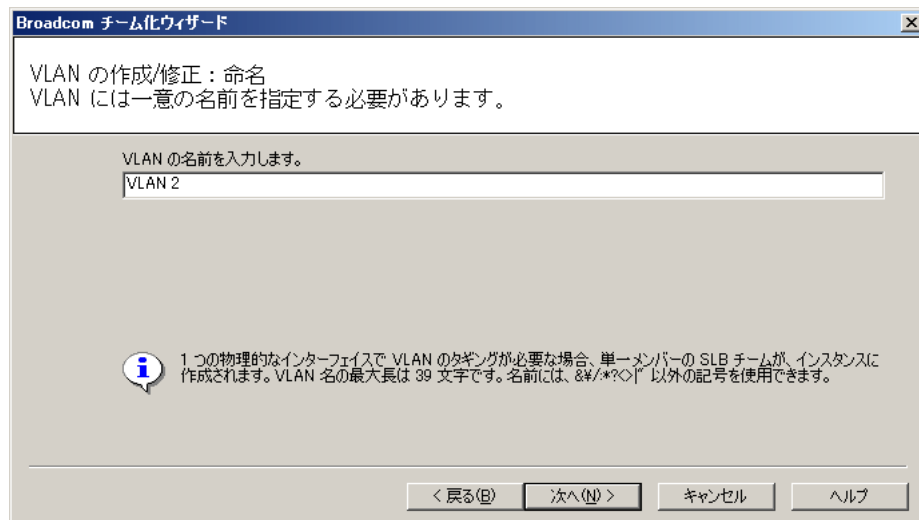 Broadcom チーム化ウィザード
VLAN の作成/修正：命名
VLAN には一意の名前を指定する必要があります。
VLAN の名前を入力します。
VLAN 2
1 つの物理的なインターフェイスで VLAN のタギングが必要な場合、単一メンバーの SLB チームが、インスタンスに
作成されます。VLAN 名の最大長は 39 文字です。名前には、&¥/:*?<>|" 以外の記号を使用できます。
< 戻る(B) 次へ(N) > キャンセル ヘルプ